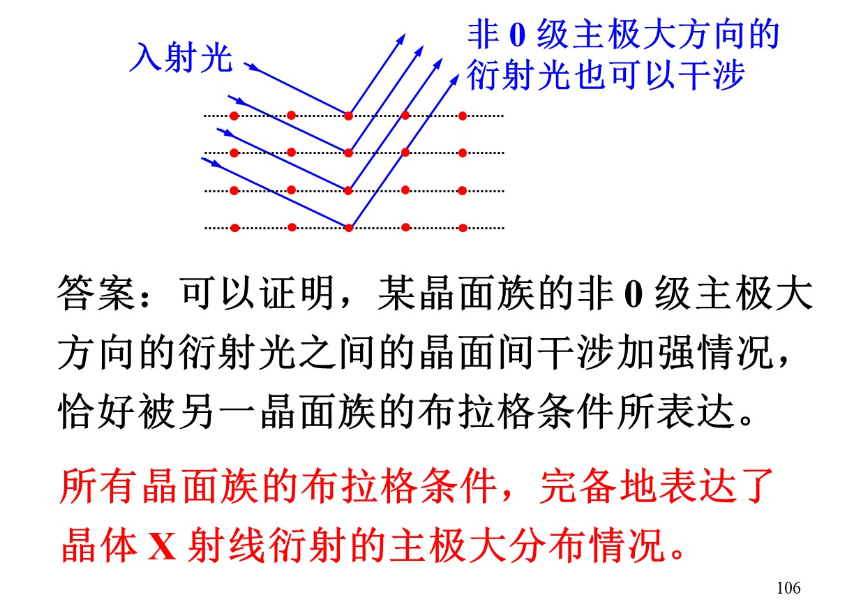 入射光
非 0 级主极大方向的
衍射光也可以干涉
答案：可以证明，某晶面族的非 0 级主极大
方向的衍射光之间的晶面间干涉加强情况，
恰好被另一晶面族的布拉格条件所表达。
所有晶面族的布拉格条件，完备地表达了
晶体 X 射线衍射的主极大分布情况。
106